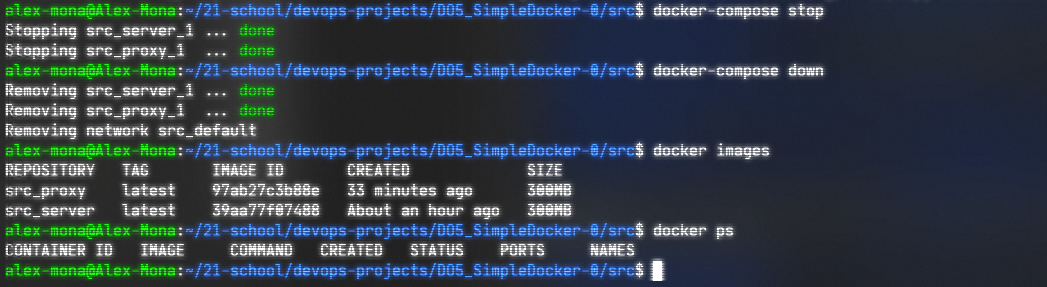 alex-mona@Alex-Mona:~/21-school/devops-projects/DO5_SimpleDocker-0/src$ docker-compose stop
Stopping src_server_1 ... done
Stopping src_proxy_1  ... done
alex-mona@Alex-Mona:~/21-school/devops-projects/DO5_SimpleDocker-0/src$ docker-compose down
Removing src_server_1 ... done
Removing src_proxy_1  ... done
Removing network src_default
alex-mona@Alex-Mona:~/21-school/devops-projects/DO5_SimpleDocker-0/src$ docker images
REPOSITORY   TAG       IMAGE ID       CREATED             SIZE
src_proxy    latest    97ab27c3b88e   33 minutes ago      300MB
src_server   latest    39aa77f07488   About an hour ago   300MB
alex-mona@Alex-Mona:~/21-school/devops-projects/DO5_SimpleDocker-0/src$ docker ps
CONTAINER ID   IMAGE     COMMAND   CREATED   STATUS    PORTS     NAMES
alex-mona@Alex-Mona:~/21-school/devops-projects/DO5_SimpleDocker-0/src$